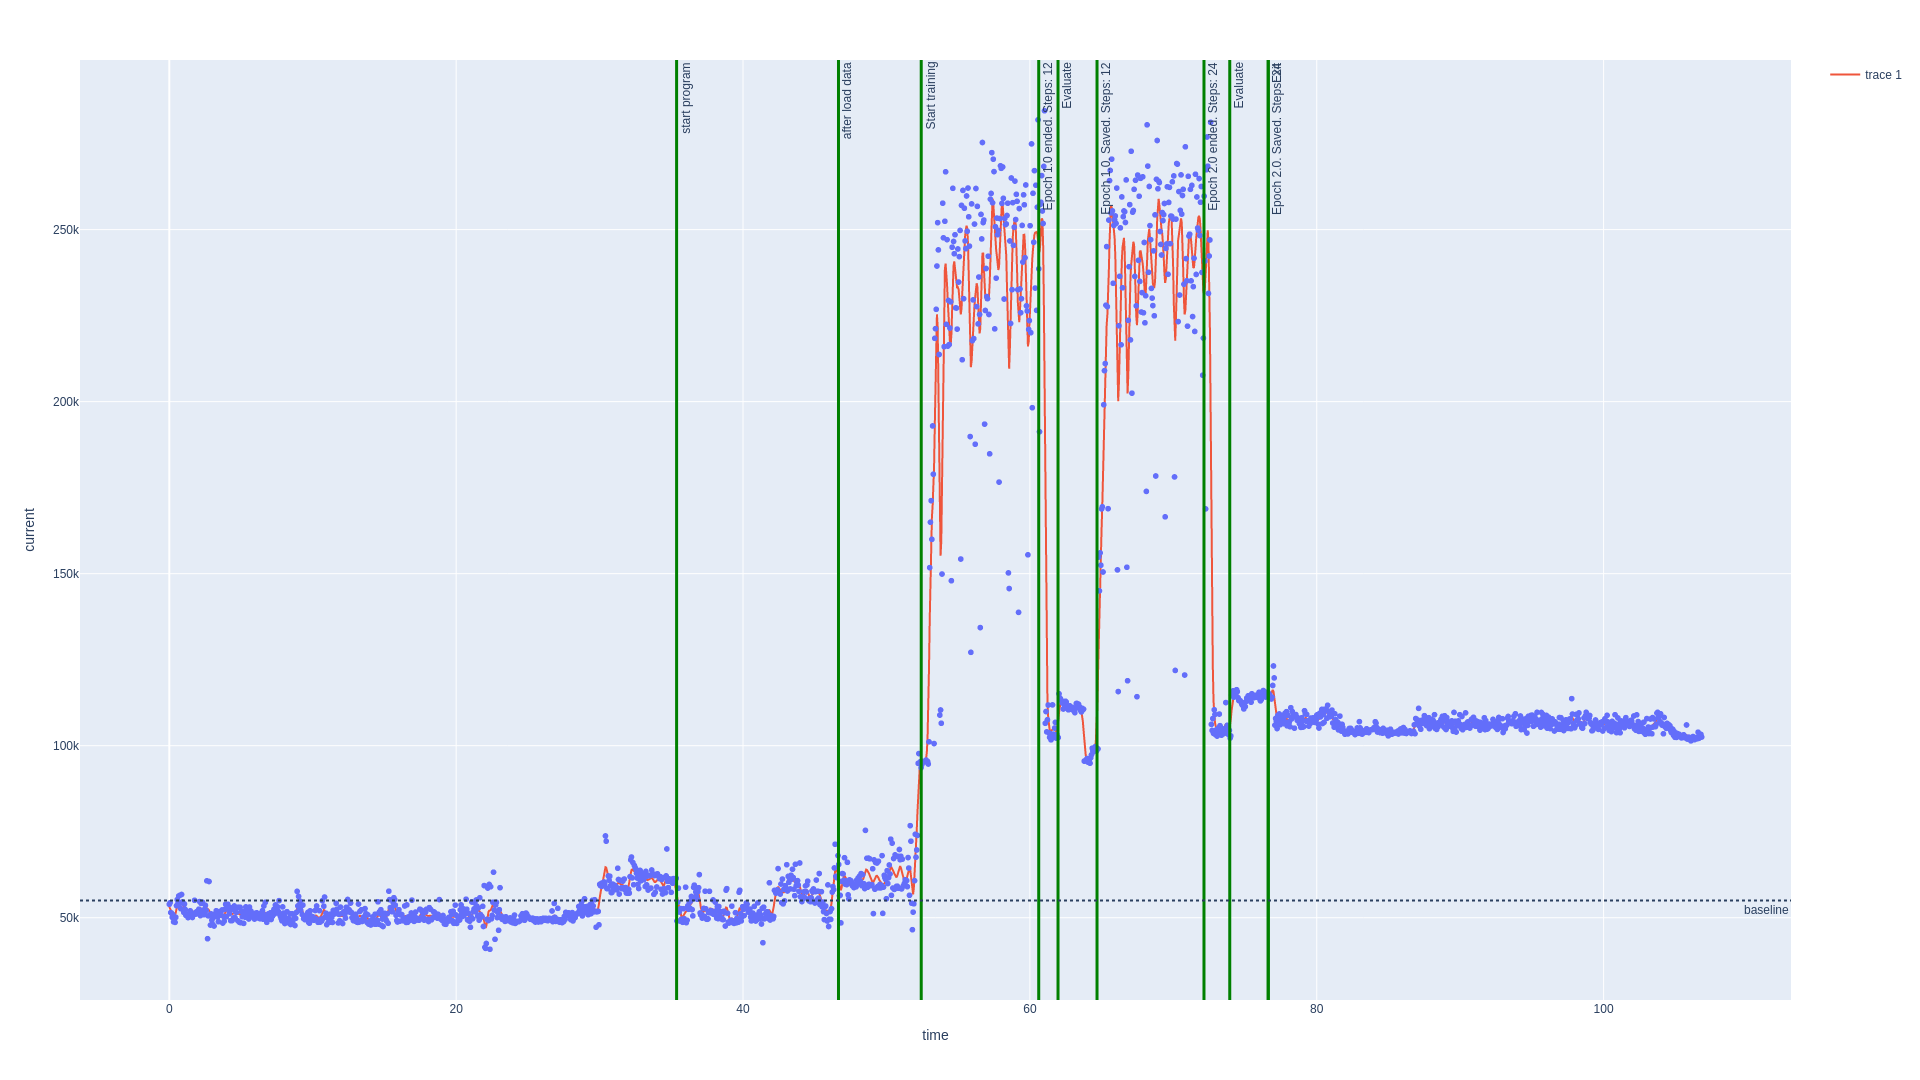 start program
after load data
Start training
Epoch 1.0 ended. Steps: 12
Evaluate
Epoch 1.0. Saved. Steps: 12
Epoch 2.0 ended. Steps: 24
Evaluate
Epoch 2.0. Saved. Steps: 24
Exit
trace 1
250k
200k
150k
100k
50k
current
baseline
0
20
40
60
80
100
time